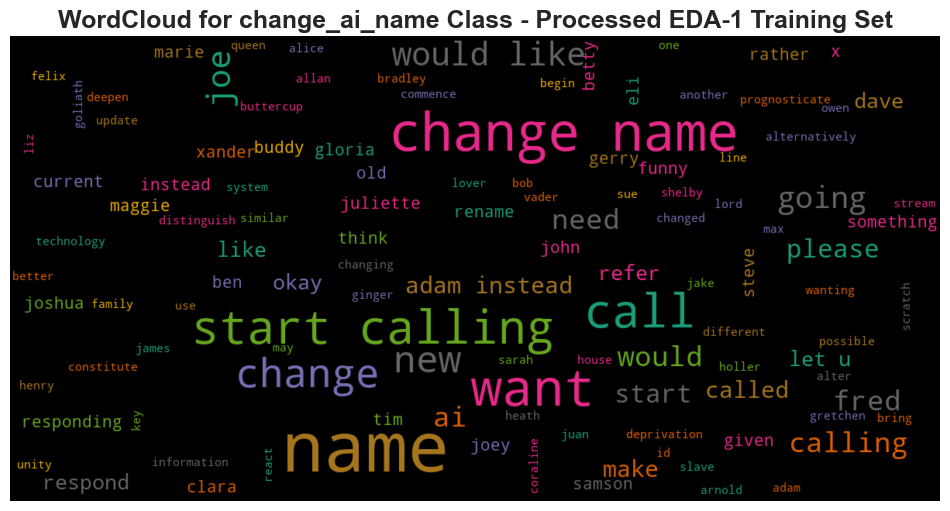 WordCloud for change_ai_name Class - Processed EDA-1 Training Set
marie queen alice would like one rather x
felix joe allan bradley begin betty eli another prognosticate owen dave
goliath deepen buttercup commence
update change name alternatively
liz xander buddy gloria gerry line
current instead system old lover bob funny going
maggie juliette vader sue shelby lord stream
distinguish similar rename need changed max something
technology like think john please
better changing refer steve
ben okay adam instead jake wanting scratch
joshua family use ginger call
start calling different
james may new sarah house would holler possible let u
constitute change want start called alter
henry fred
responding key tim ai heath gretchen bring
joey juan deprivation given calling
unity information name id
react coraline make slave
respond clara samson arnold adam